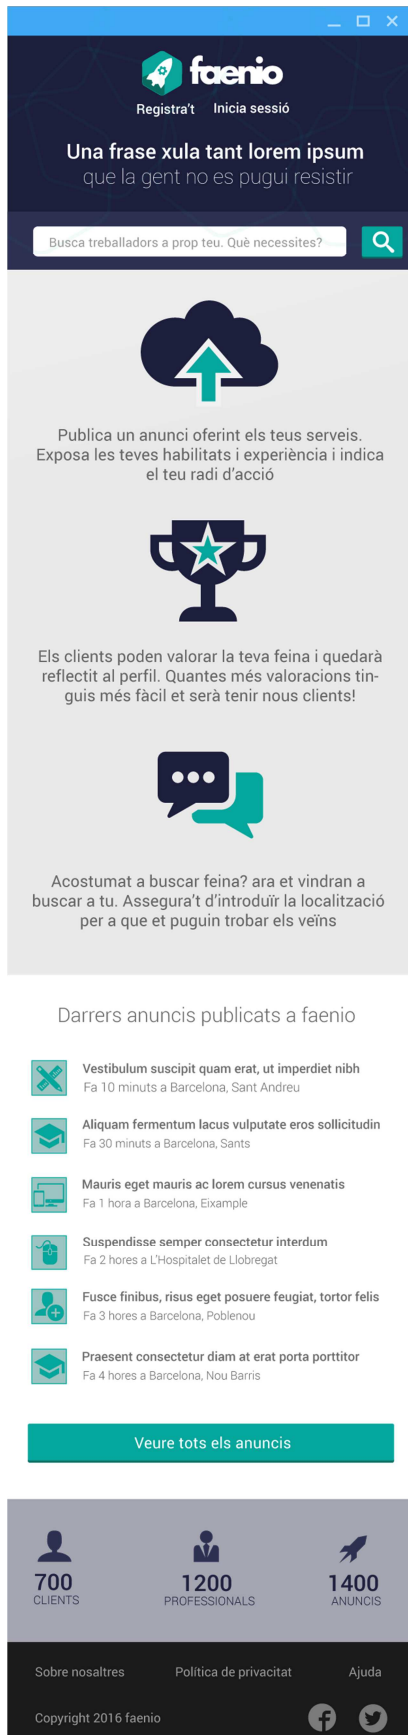 faenio
Registra't Inicia sessió
Una frase xula tant lorem ipsum
que la gent no es pugui resistir
Busca treballadors a prop teu. Què necessites?
Publica un anunci oferint els teus serveis.
Exposa les teves habilitats i experiència i indica
el teu radi d'acció
Els clients poden valorar la teva feina i quedarà
reflectit al perfil. Quantes més valoracions tin-
guis més fàcil et serà tenir nous clients!
Acostumat a buscar feina? ara et vindran a
buscar a tu. Assegura't d'introduïr la localització
per a que et puguin trobar els veïns
Darrers anuncis publicats a faenio
Vestibulum suscipit quam erat, ut imperdiet nibh
Fa 10 minuts a Barcelona, Sant Andreu
Aliquam fermentum lacus vulputate eros sollicitudin
Fa 30 minuts a Barcelona, Sants
Mauris eget mauris ac lorem cursus venenatis
Fa 1 hora a Barcelona, Eixample
Suspendisse semper consectetur interdum
Fa 2 hores a L'Hospitalet de Llobregat
Fusce finibus, risus eget posuere feugiat, tortor felis
Fa 3 hores a Barcelona, Poblenou
Praesent consectetur diam at erat porta porttitor
Fa 4 hores a Barcelona, Nou Barris
Veure tots els anuncis
700 1200 1400
CLIENTS PROFESSIONALS ANUNCIS
Sobre nosaltres Política de privacitat Ajuda
Copyright 2016 faenio